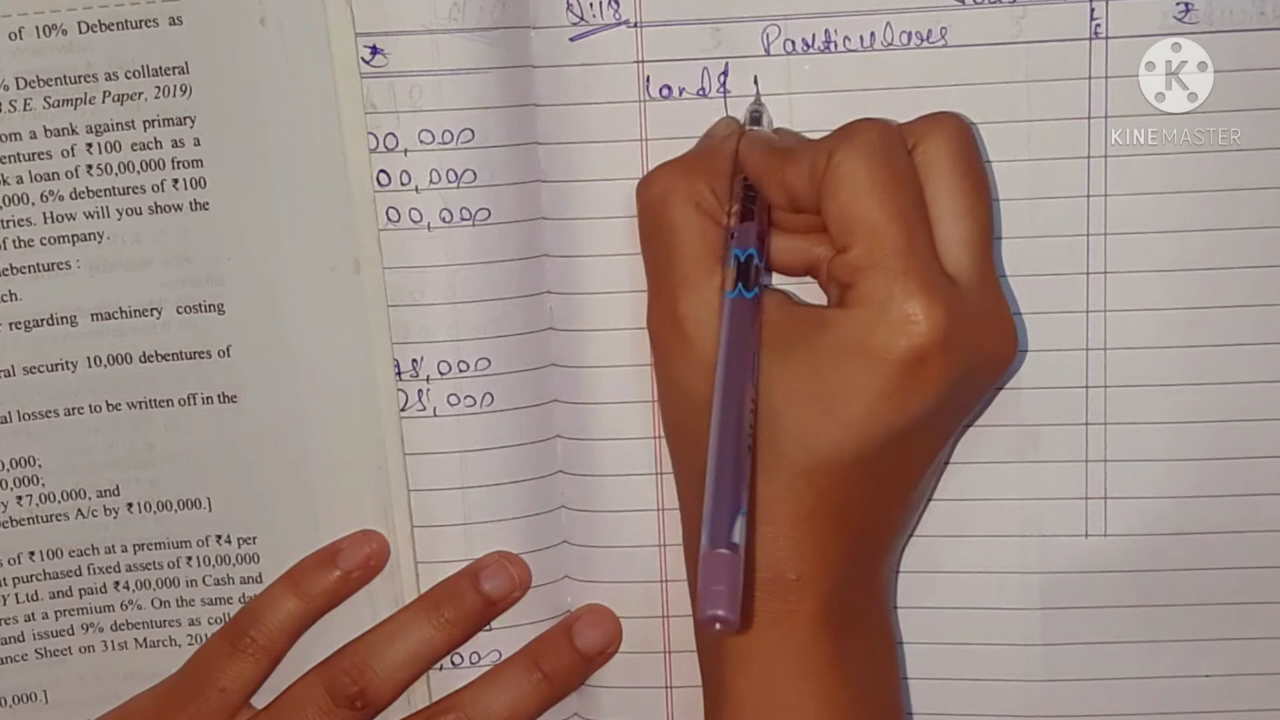 of 10% Debentures as
% Debentures as collateral
B.S.E. Sample Paper, 2019)
om a bank against primary
entures of ₹100 each as a
k a loan of ₹50,00,000 from
,000, 6% debentures of ₹100
tries. How will you show the
f the company.
ebentures :
ch.
regarding machinery costing
ral security 10,000 debentures of
al losses are to be written off in the
0,000;
0,000;
y ₹7,00,000, and
ebentures A/c by ₹10,00,000.]
s of ₹100 each at a premium of ₹4 per
it purchased fixed assets of ₹10,00,000
Y Ltd. and paid ₹4,00,000 in Cash and
res at a premium 6%. On the same
and issued 9% debentures as
ance Sheet on 31st March,
0,000.]
₹
00,000
00,000
00,000
75,000
25,000
,000
Q:18
Particulars
L
F
₹
Land &
KINEMASTER